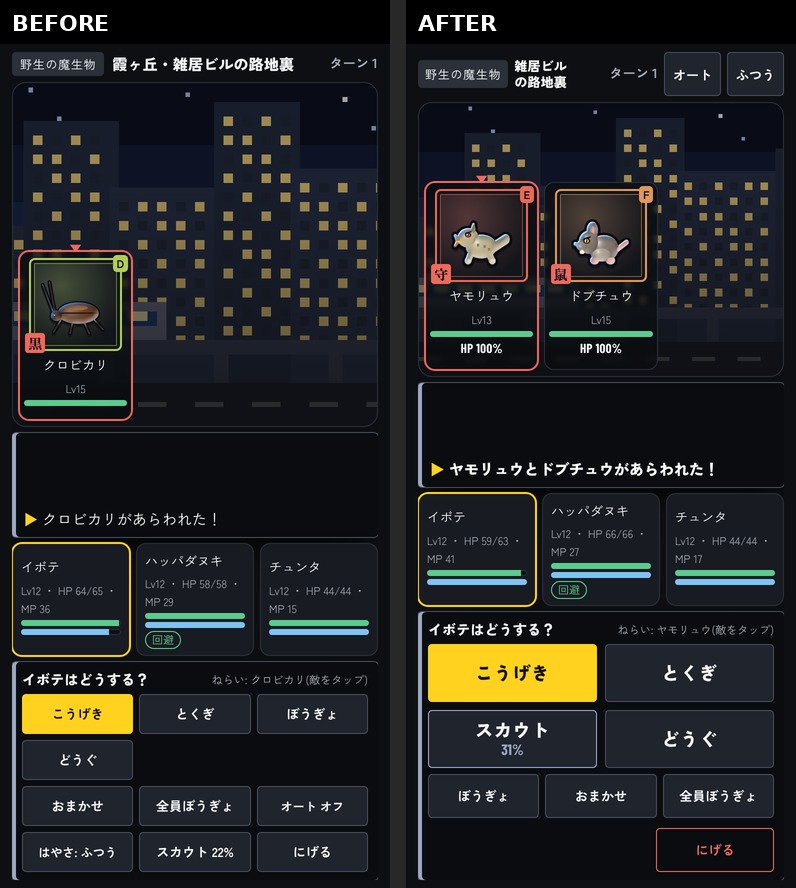 BEFORE
野生の魔生物 霞ヶ丘・雑居ビルの路地裏 ターン 1
D
黒
クロビカリ
Lv15
▶ クロビカリがあらわれた！
イボテ
Lv12 ・ HP 64/65 ・
MP 36
ハッパダヌキ
Lv12 ・ HP 58/58 ・
MP 29
回避
チュンタ
Lv12 ・ HP 44/44 ・
MP 15
イボテはどうする？ ねらい: クロビカリ(敵をタップ)
こうげき とくぎ ぼうぎょ
どうぐ
おまかせ 全員ぼうぎょ オート オフ
はやさ: ふつう スカウト 22% にげる
AFTER
野生の魔生物 雑居ビル
の路地裏 ターン 1 オート ふつう
E
守
ヤモリュウ
Lv13
HP 100%
F
鼠
ドブチュウ
Lv15
HP 100%
▶ ヤモリュウとドブチュウがあらわれた！
イボテ
Lv12 ・ HP 59/63 ・
MP 41
ハッパダヌキ
Lv12 ・ HP 66/66 ・
MP 27
回避
チュンタ
Lv12 ・ HP 44/44 ・
MP 17
イボテはどうする？ ねらい: ヤモリュウ(敵をタップ)
こうげき とくぎ
スカウト
31%
どうぐ
ぼうぎょ おまかせ 全員ぼうぎょ
にげる